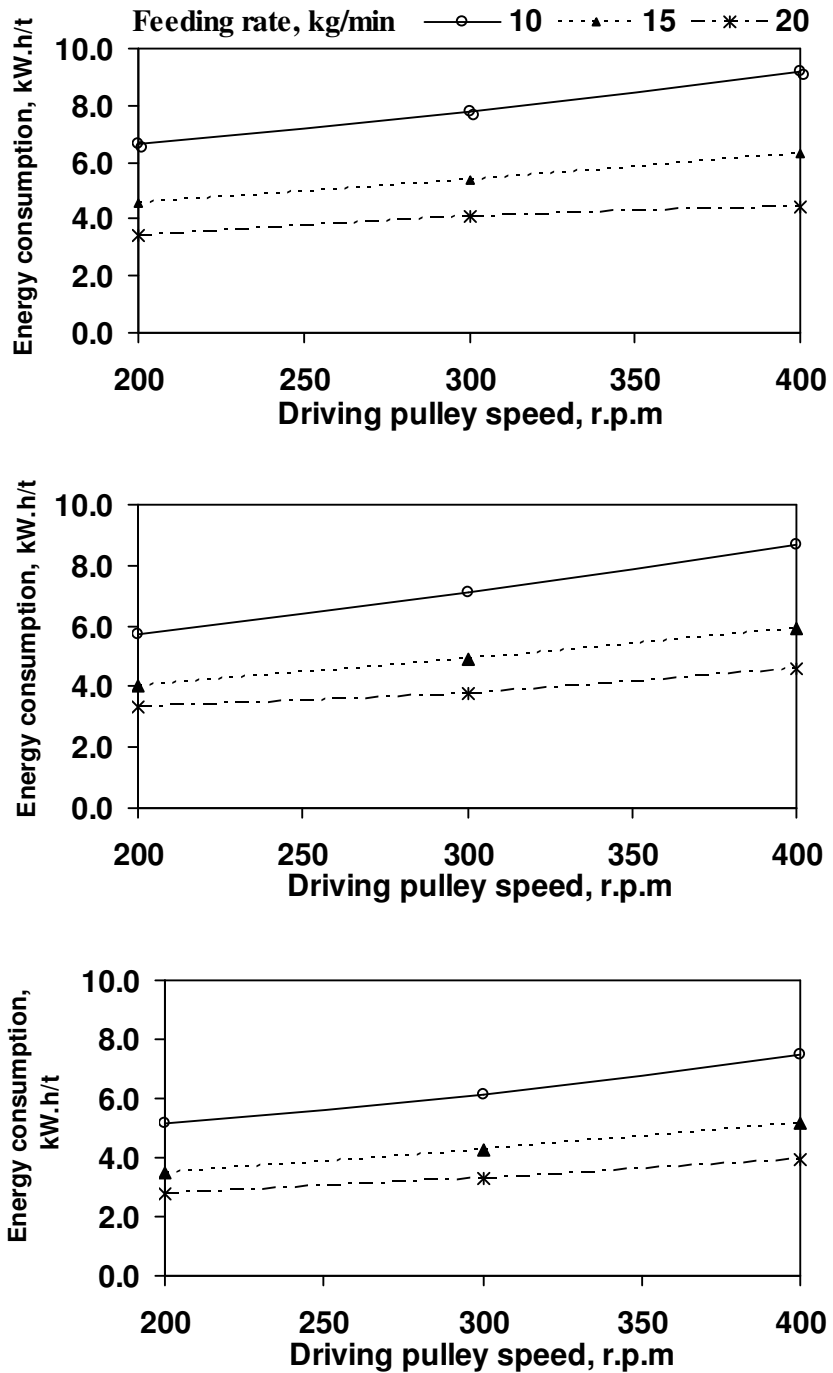 Feeding rate, kg/min 10 15 20
Energy consumption, kW.h/t
10.0
8.0
6.0
4.0
2.0
0.0
200 250 300 350 400
Driving pulley speed, r.p.m
Energy consumption, kW.h/t
10.0
8.0
6.0
4.0
2.0
0.0
200 250 300 350 400
Driving pulley speed, r.p.m
Energy consumption,
kW.h/t
10.0
8.0
6.0
4.0
2.0
0.0
200 250 300 350 400
Driving pulley speed, r.p.m